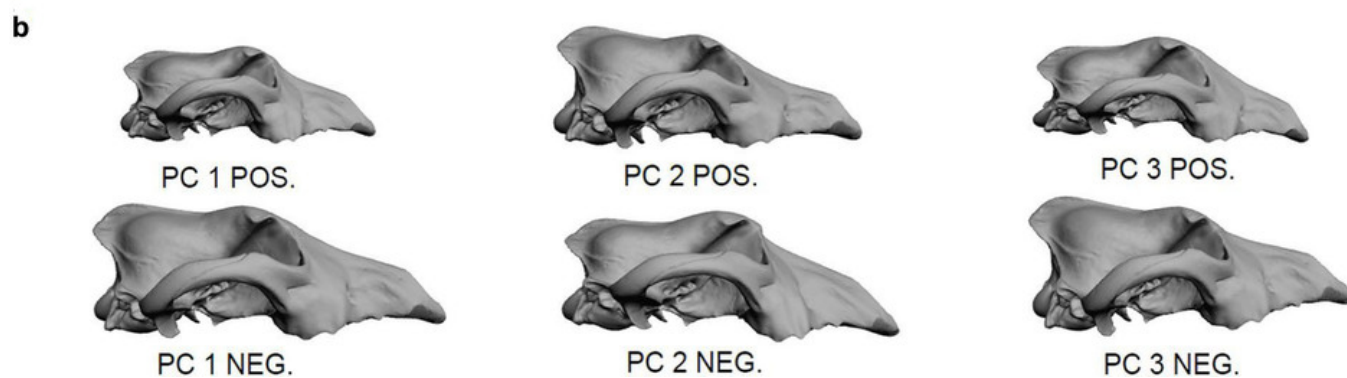 b
PC 1 POS.
PC 2 POS.
PC 3 POS.
PC 1 NEG.
PC 2 NEG.
PC 3 NEG.